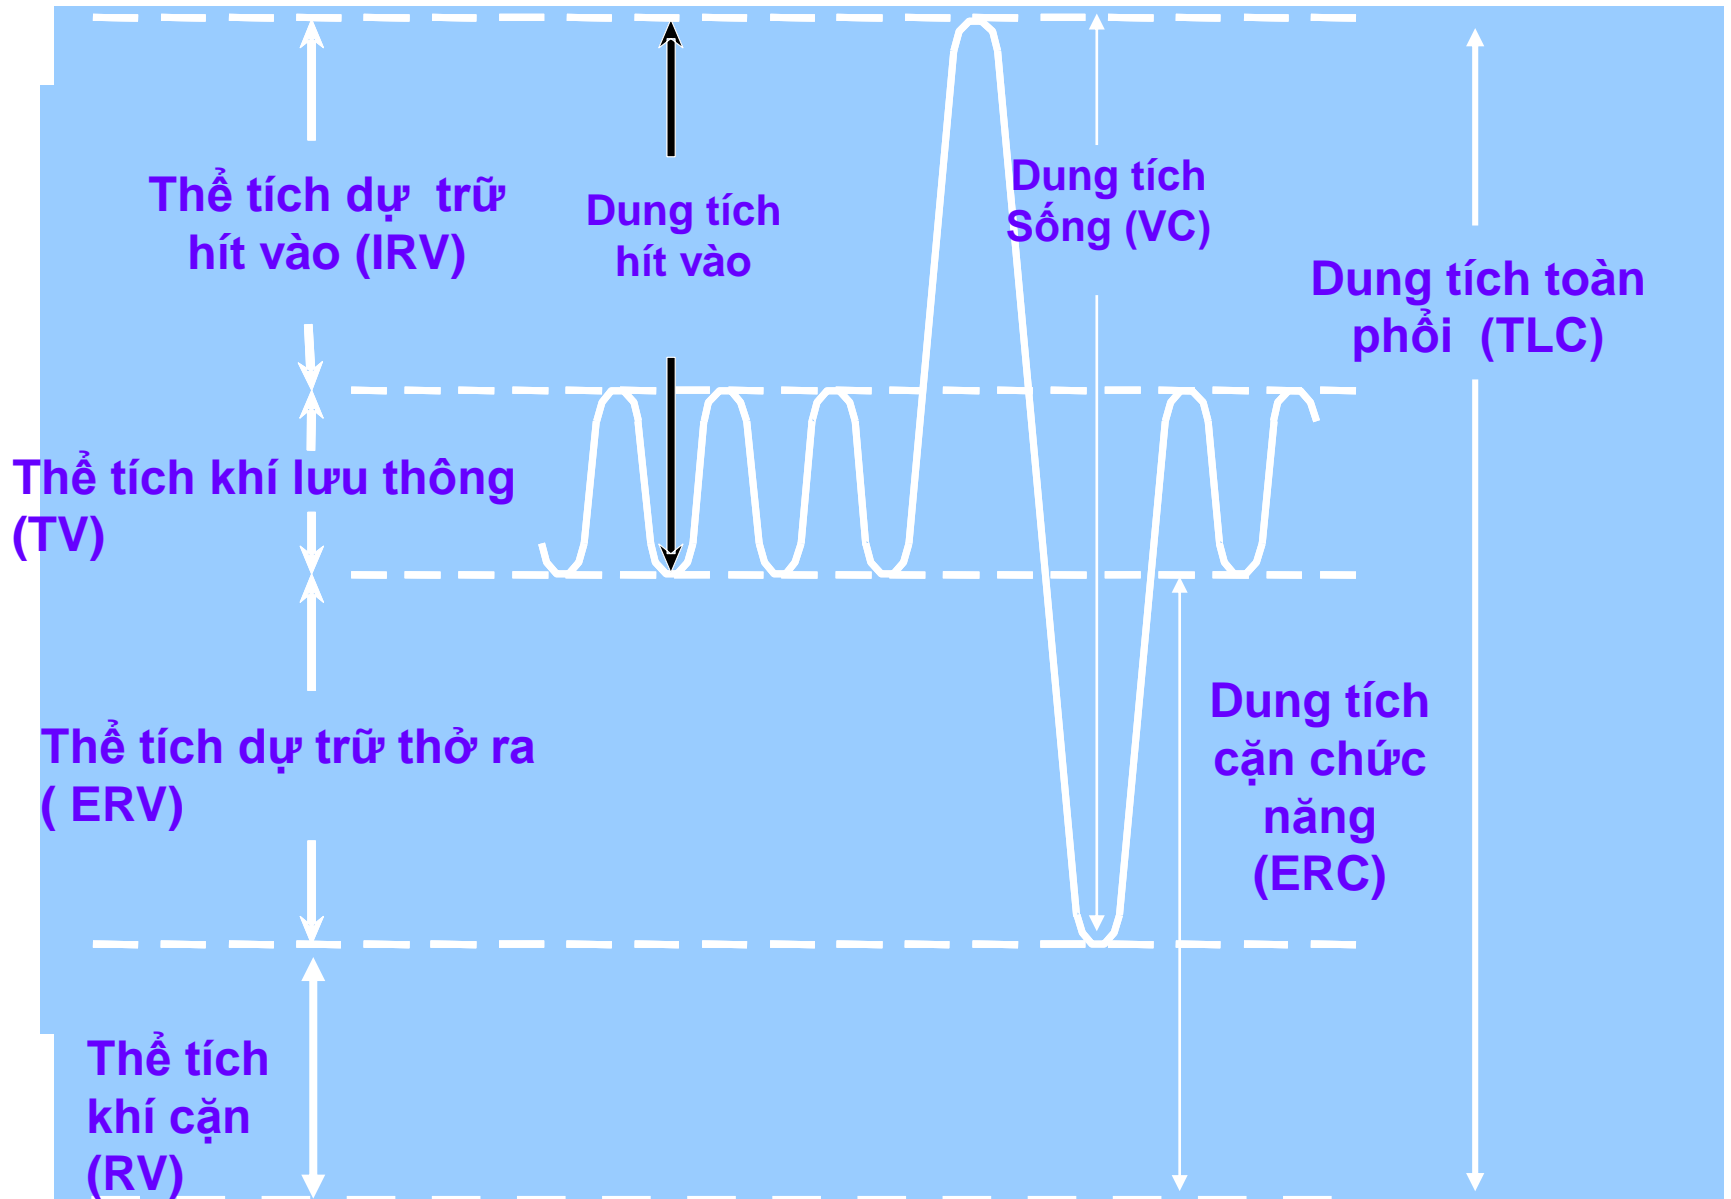 Thể tích dự trữ
hít vào (IRV)
Dung tích
hít vào
Dung tích
Sống (VC)
Dung tích toàn
phổi (TLC)
Thể tích khí lưu thông
(TV)
Thể tích dự trữ thở ra
( ERV)
Dung tích
cặn chức
năng
(ERC)
Thể tích
khí cặn
(RV)